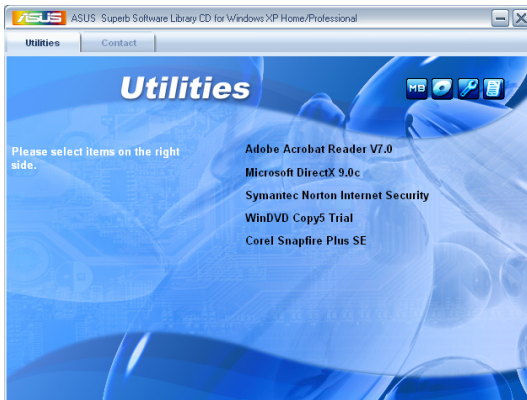 ASUS ASUS Superb Software Library CD for Windows XP Home/Professional
Utilities Contact
Utilities
MB
Please select items on the right
side.
Adobe Acrobat Reader V7.0
Microsoft DirectX 9.0c
Symantec Norton Internet Security
WinDVD Copy5 Trial
Corel Snapfire Plus SE